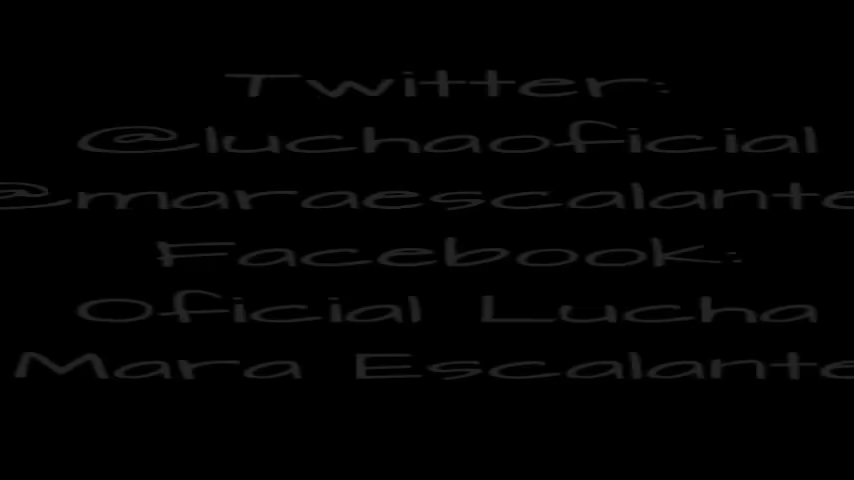 Twitter:
@luchaoficial
@maraescalante
Facebook:
Oficial Lucha
Mara Escalante